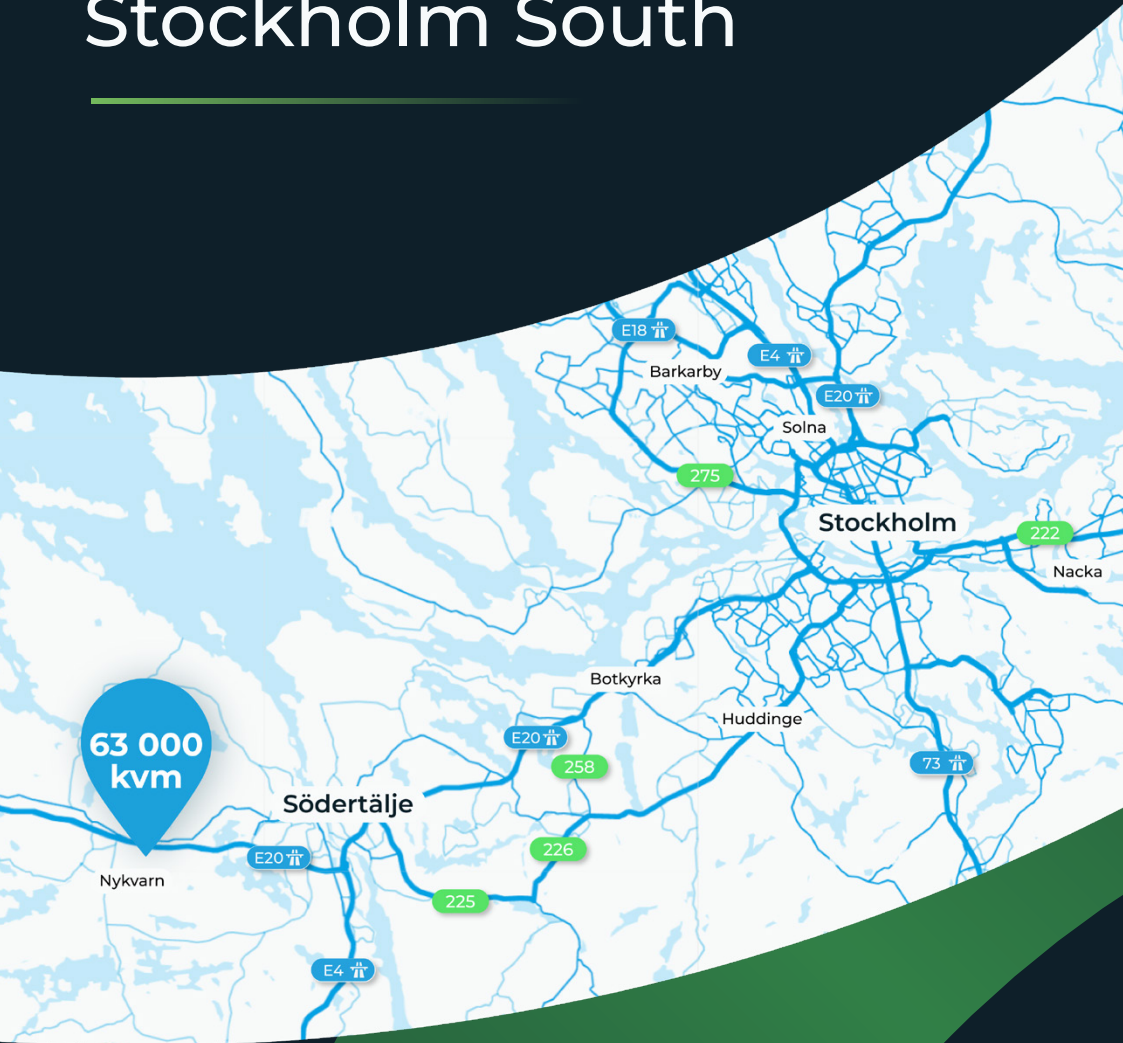 Stockholm South
E18
E4
Barkarby
E20
Solna
275
Stockholm
222
Nacka
Botkyrka
Huddinge
E20
63 000
kvm
258
73
Södertälje
226
E20
Nykvarn
225
E4